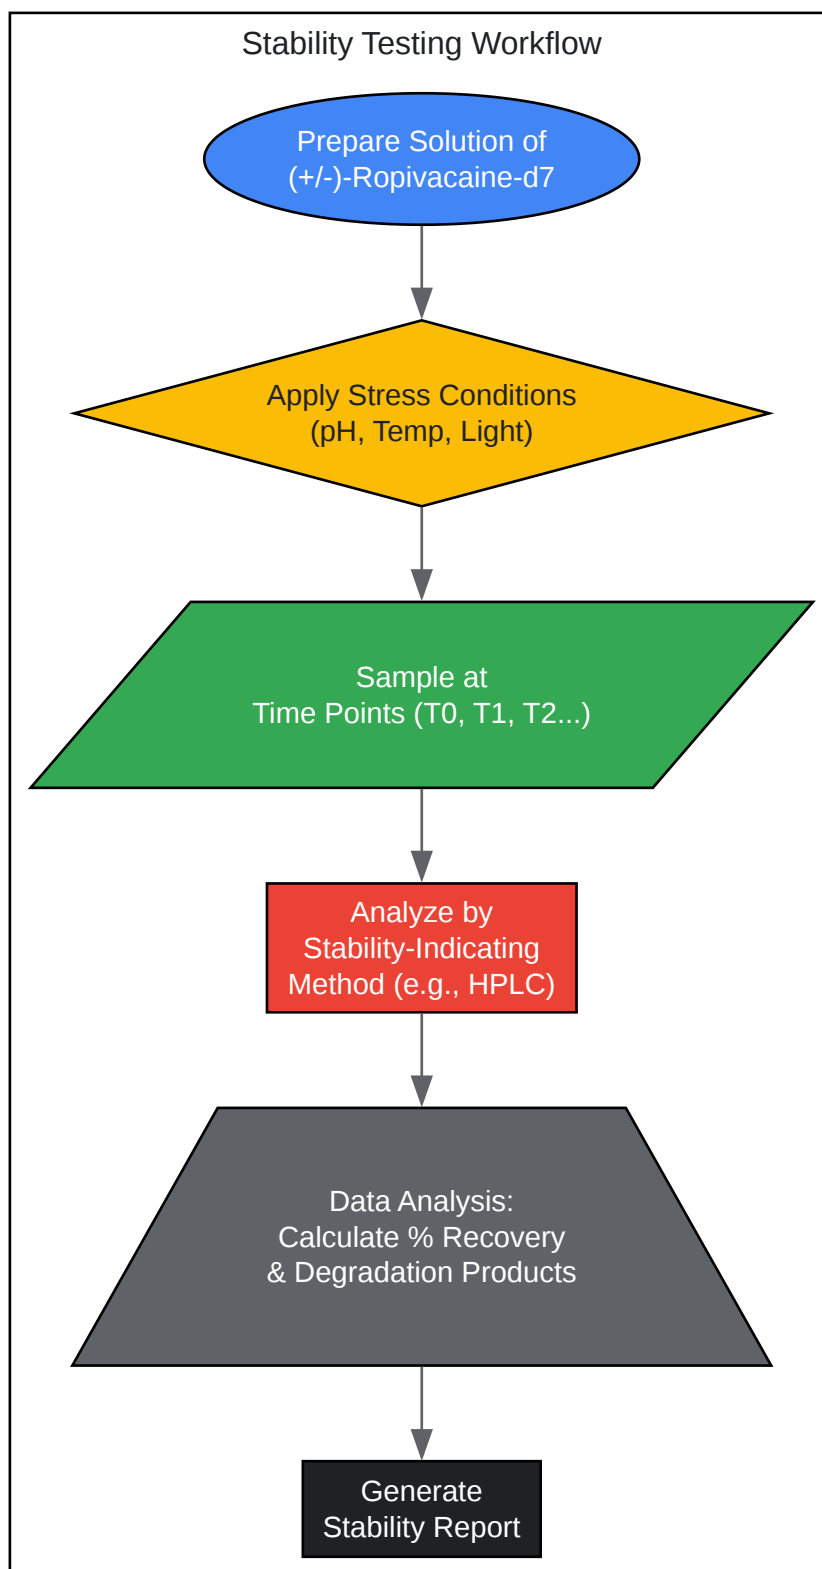 Stability Testing Workflow
Prepare Solution of
(+/-)-Ropivacaine-d7
Apply Stress Conditions
(pH, Temp, Light)
Sample at
Time Points (T0, T1, T2...)
Analyze by
Stability-Indicating
Method (e.g., HPLC)
Data Analysis:
Calculate % Recovery
& Degradation Products
Generate
Stability Report